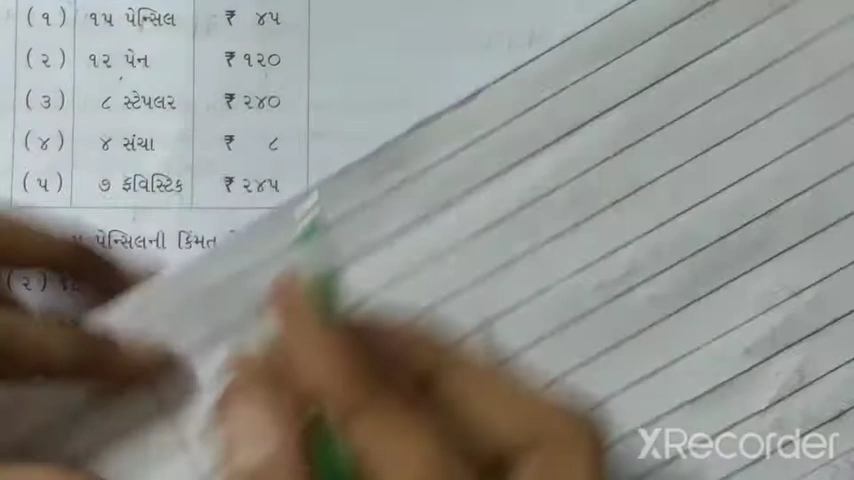 (૧) ૧૫ પેન્સિલ ₹ ૪૫
(૨) ૧૨ પેન ₹ ૧૨૦
(૩) ૮ સ્ટેપલર ₹ ૨૪૦
(૪) ૪ સંચા ₹ ૮
(૫) ૭ ફેવિસ્ટિક ₹ ૨૪૫
પેન્સિલની કિંમત
(૨)
XRecorder